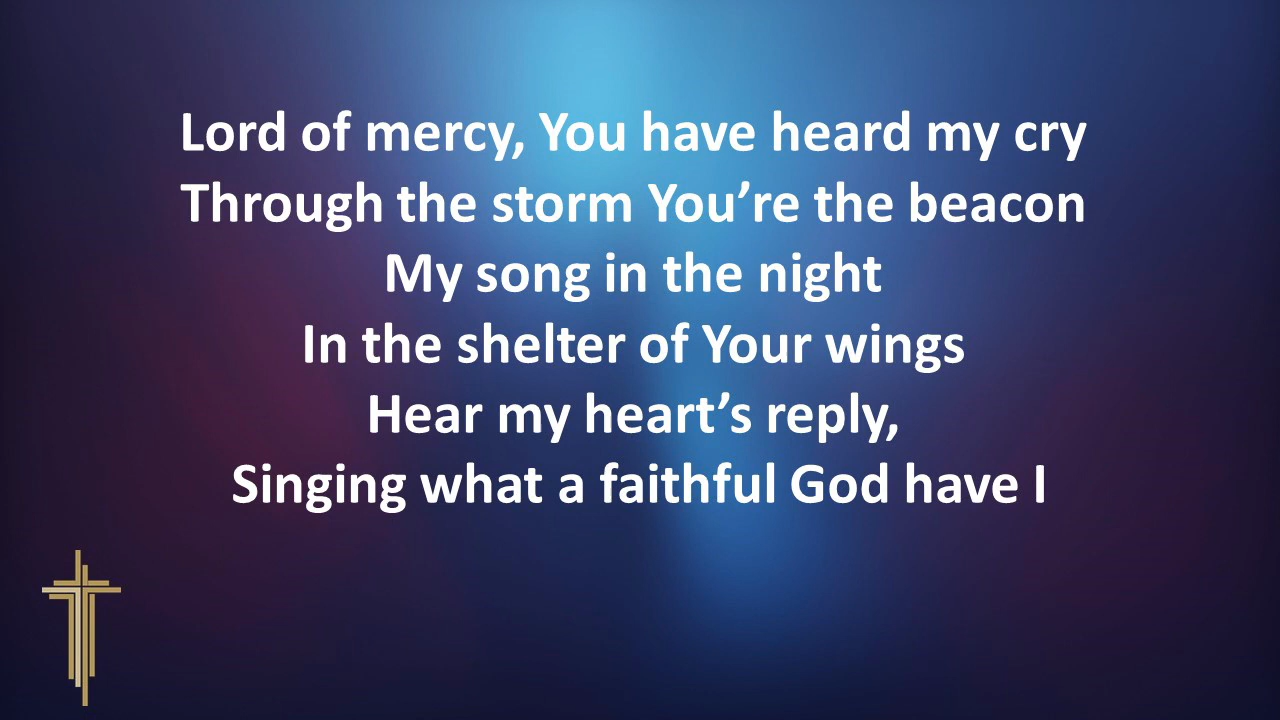 Lord of mercy, You have heard my cry
Through the storm You’re the beacon
My song in the night
In the shelter of Your wings
Hear my heart’s reply,
Singing what a faithful God have I